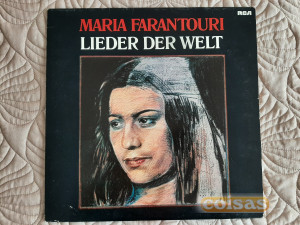 RCA
MARIA FARANTOURI
LIEDER DER WELT
coisas